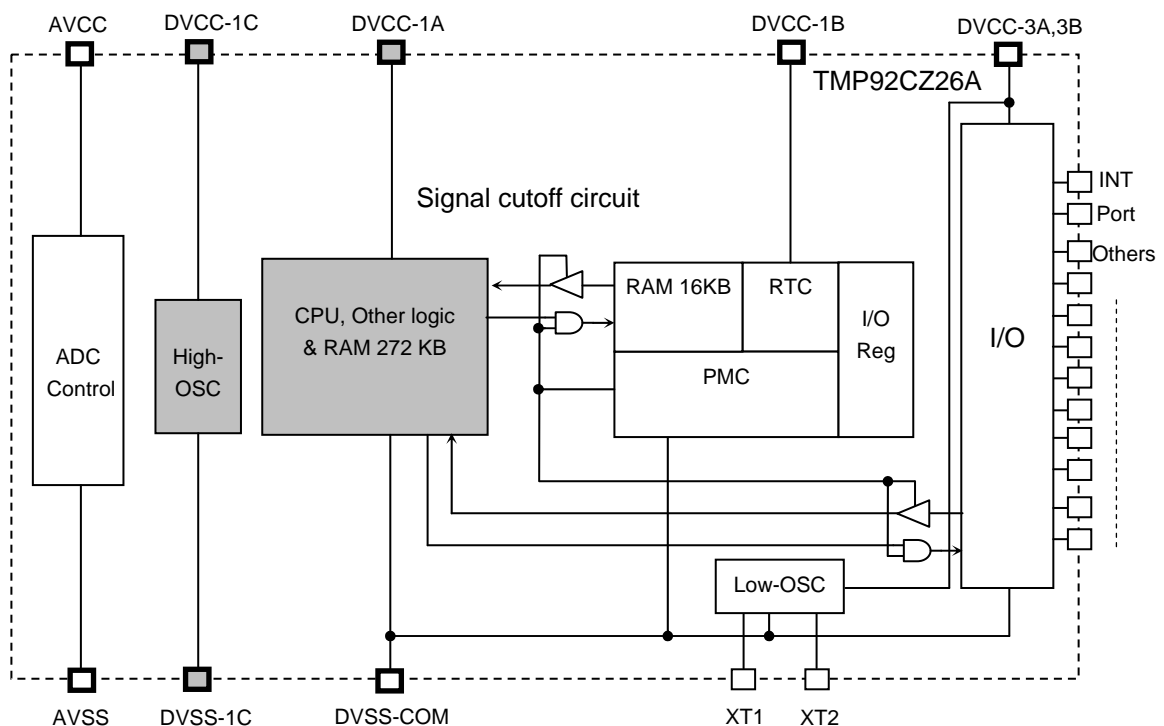 AVCC
DVCC-1C
DVCC-1A
DVCC-1B
DVCC-3A,3B
TMP92CZ26A
Signal cutoff circuit
INT
Port
Others
ADC
Control
High-
OSC
CPU, Other logic
& RAM 272 KB
RAM 16KB
RTC
I/O
Reg
PMC
I/O
Low-OSC
AVSS
DVSS-1C
DVSS-COM
XT1
XT2